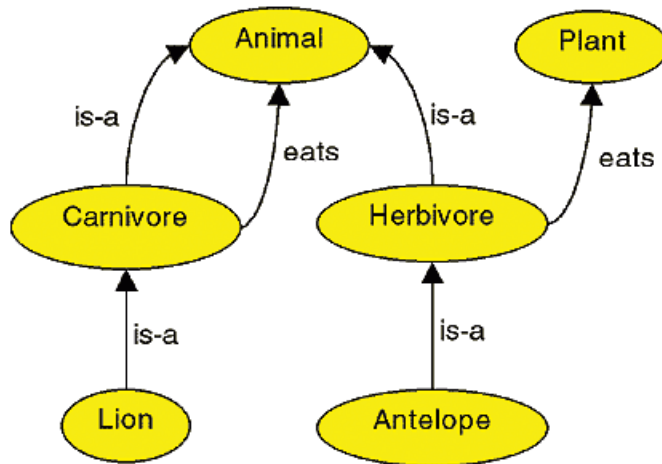 Animal
Plant
is-a
is-a
eats
eats
Carnivore
Herbivore
is-a
is-a
Lion
Antelope